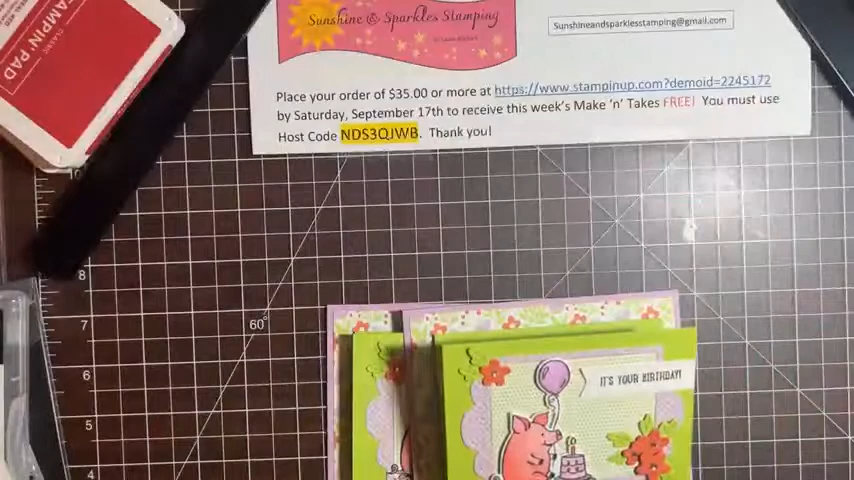 Sunshine & Sparkles Stamping
Sunshineandsparklesstamping@gmail.com
Place your order of $35.00 or more at https://www.stampinup.com?demoid=2245172
by Saturday, September 17th to receive this week's Make 'n' Takes FREE! You must use
Host Code NDS3QJWB. Thank you!
CLASSIC
STAMPIN PAD
10
8
7
60°
6
5
4
IT'S YOUR BIRTHDAY!